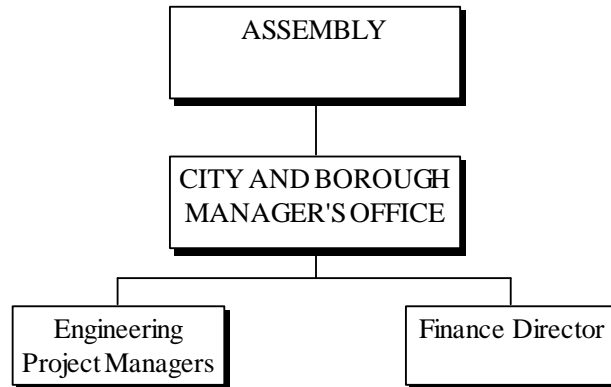 ASSEMBLY
CITY AND BOROUGH
MANAGER'S OFFICE
Engineering
Project Managers
Finance Director